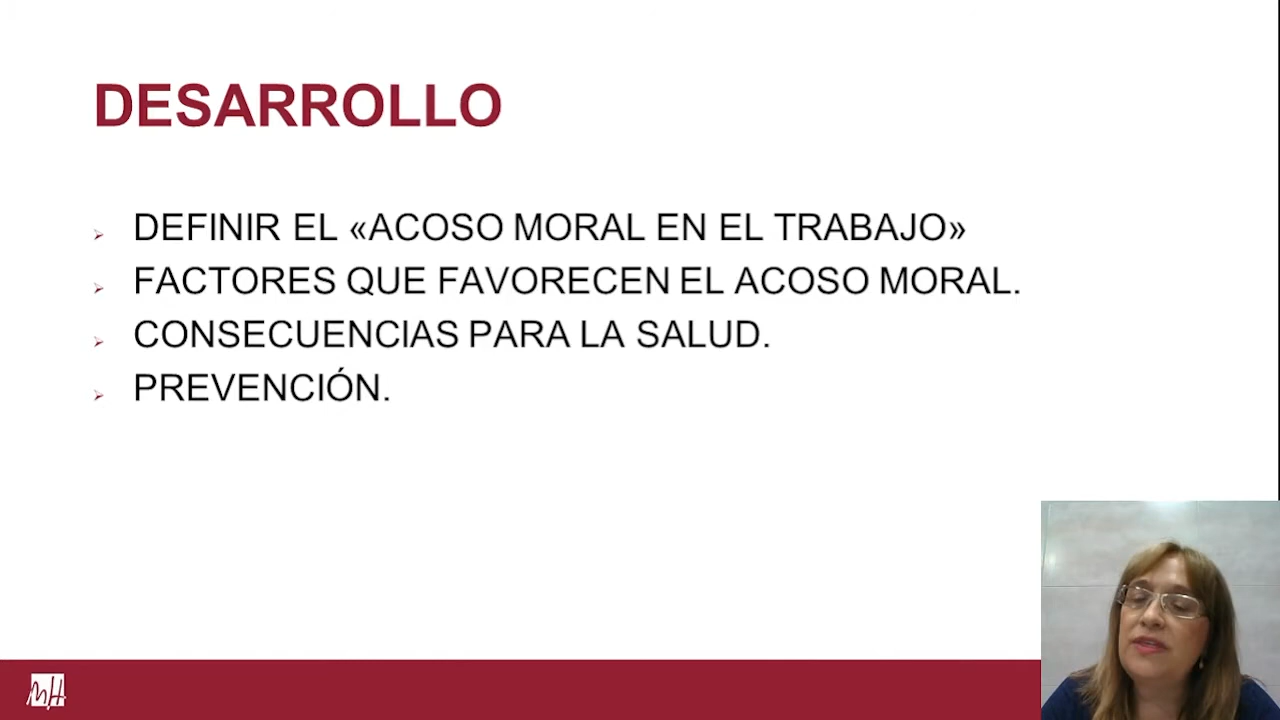 DESARROLLO
DEFINIR EL «ACOSO MORAL EN EL TRABAJO»
FACTORES QUE FAVORECEN EL ACOSO MORAL.
CONSECUENCIAS PARA LA SALUD.
PREVENCIÓN.